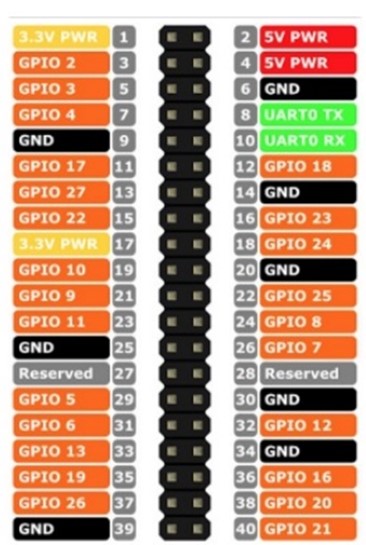 3.3V PWR 1 2 5V PWR
GPIO 2 3 4 5V PWR
GPIO 3 5 6 GND
GPIO 4 7 8 UART0 TX
GND 9 10 UART0 RX
GPIO 17 11 12 GPIO 18
GPIO 27 13 14 GND
GPIO 22 15 16 GPIO 23
3.3V PWR 17 18 GPIO 24
GPIO 10 19 20 GND
GPIO 9 21 22 GPIO 25
GPIO 11 23 24 GPIO 8
GND 25 26 GPIO 7
Reserved 27 28 Reserved
GPIO 5 29 30 GND
GPIO 6 31 32 GPIO 12
GPIO 13 33 34 GND
GPIO 19 35 36 GPIO 16
GPIO 26 37 38 GPIO 20
GND 39 40 GPIO 21